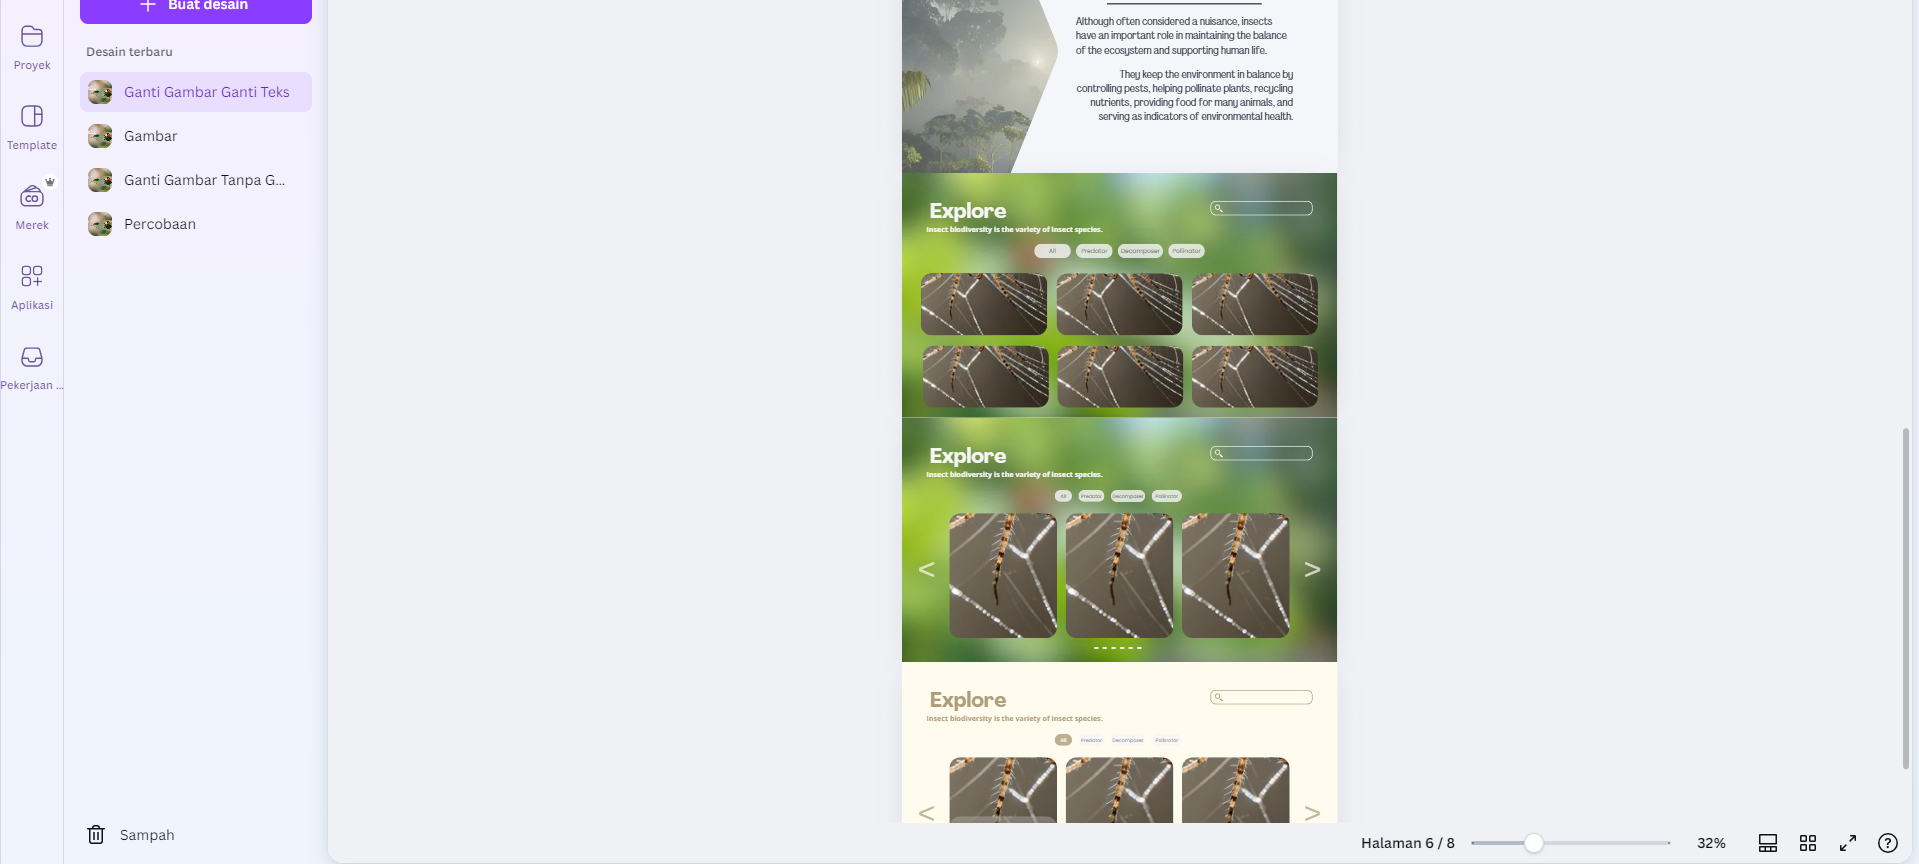 Buat desain
Proyek
Desain terbaru
Ganti Gambar Ganti Teks
Template
Gambar
Ganti Gambar Tanpa G...
Merek
CO
Percobaan
Aplikasi
Pekerjaan ...
Sampah
Although often considered a nuisance, insects
have an important role in maintaining the balance
of the ecosystem and supporting human life.
They keep the environment in balance by
controlling pests, helping pollinate plants, recycling
nutrients, providing food for many animals, and
serving as indicators of environmental health.
Explore
Insect biodiversity is the variety of insect species.
All Predator Decomposer Pollinator
Explore
Insect biodiversity is the variety of insect species.
All Predator Decomposer Pollinator
< >
Explore
Insect biodiversity is the variety of insect species.
All Predator Decomposer Pollinator
< >
Halaman 6 / 8 32% ?